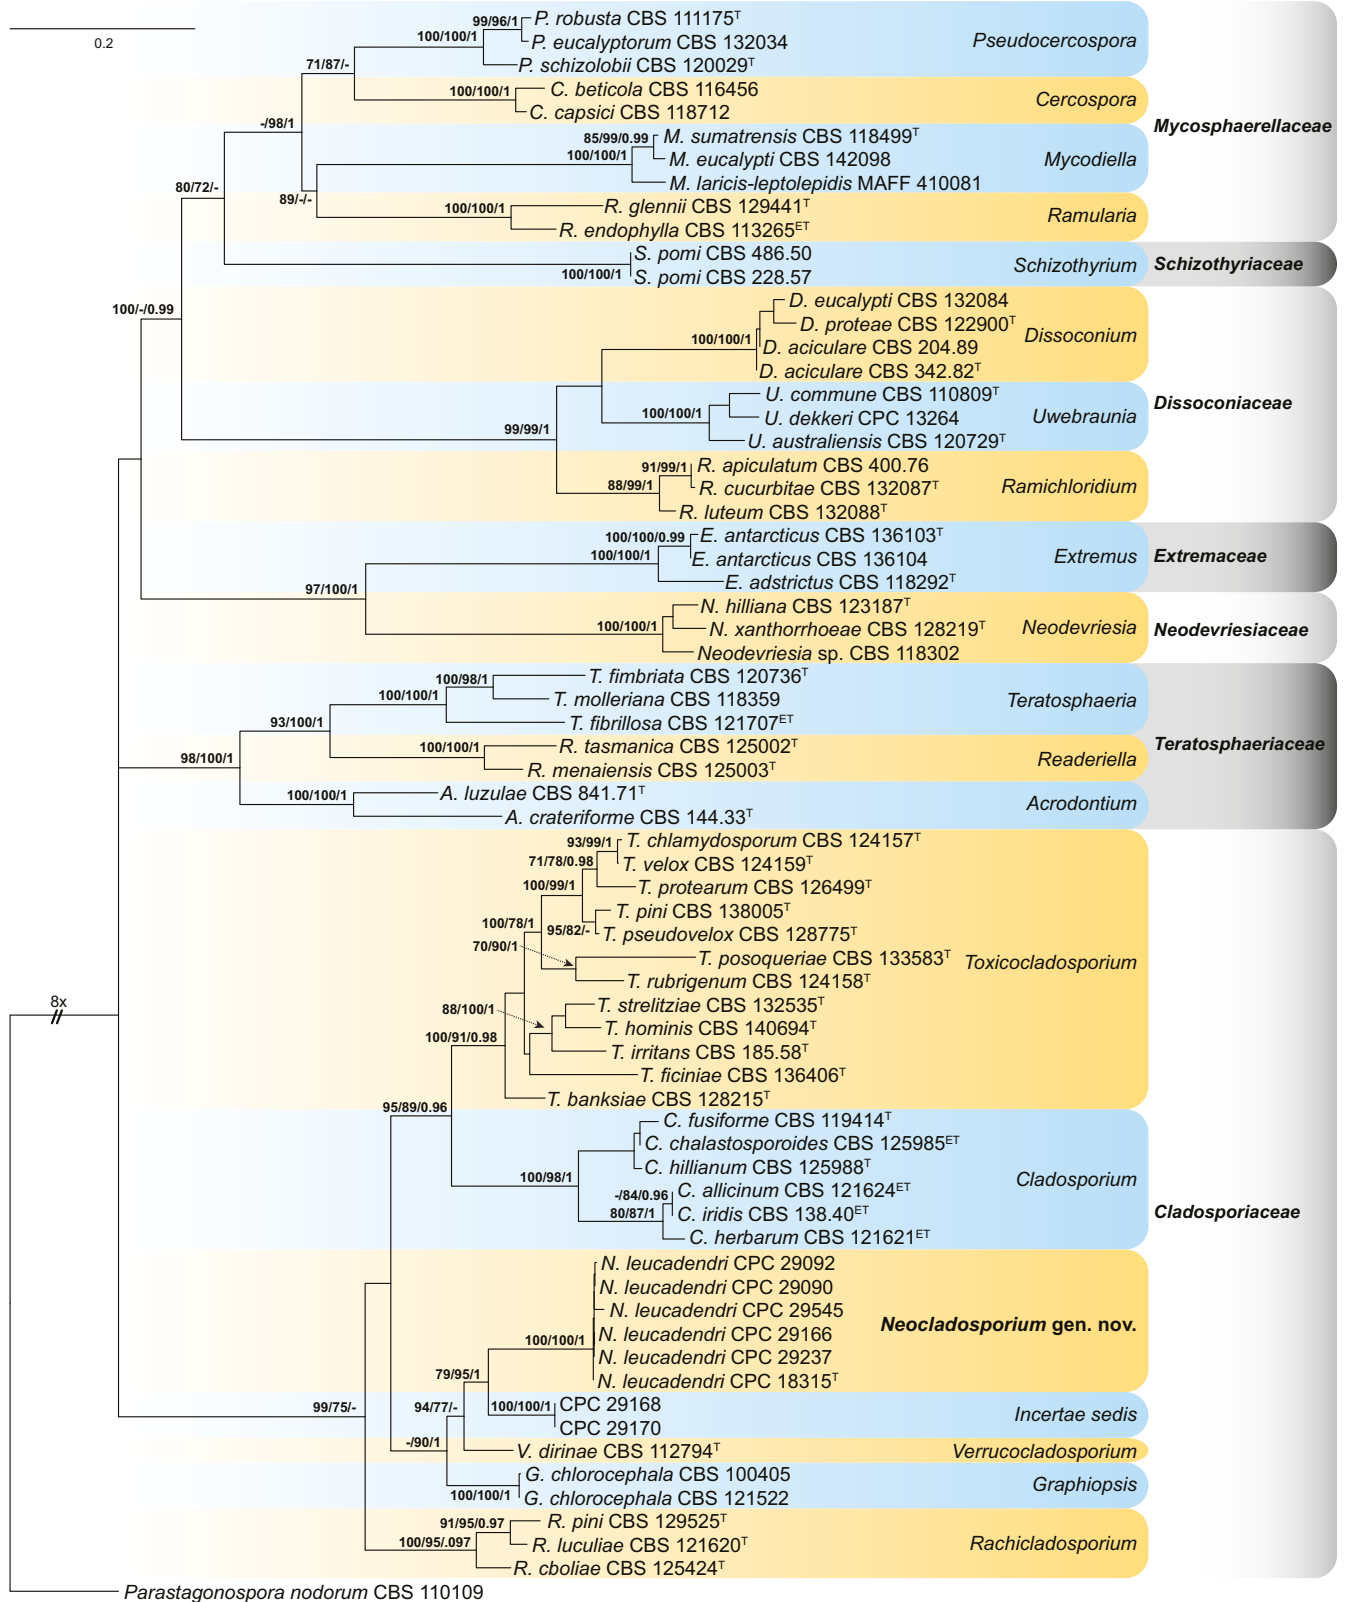 0.2
99/96/1
P. robusta CBS 111175T
100/100/1
P. eucalyptorum CBS 132034
Pseudocercospora
P. schizolobii CBS 120029T
71/87/-
C. beticola CBS 116456
100/100/1
Cercospora
C. capsici CBS 118712
Mycosphaerellaceae
-/98/1
85/99/0.99
M. sumatrensis CBS 118499T
100/100/1
M. eucalypti CBS 142098
Mycodiella
M. laricis-leptolepidis MAFF 410081
80/72/-
89/-/-
R. glennii CBS 129441T
100/100/1
Ramularia
R. endophylla CBS 113265ET
S. pomi CBS 486.50
Schizothyrium
Schizothyriaceae
100/100/1
S. pomi CBS 228.57
100/-/0.99
D. eucalypti CBS 132084
D. proteae CBS 122900T
100/100/1
Dissoconium
D. aciculare CBS 204.89
D. aciculare CBS 342.82T
U. commune CBS 110809T
Dissoconiaceae
100/100/1
U. dekkeri CPC 13264
Uwebraunia
99/99/1
U. australiensis CBS 120729T
91/99/1
R. apiculatum CBS 400.76
88/99/1
R. cucurbitae CBS 132087T
Ramichloridium
R. luteum CBS 132088T
100/100/0.99
E. antarcticus CBS 136103T
100/100/1
E. antarcticus CBS 136104
Extremus
Extremaceae
E. adstrictus CBS 118292T
97/100/1
N. hilliana CBS 123187T
100/100/1
N. xanthorrhoeae CBS 128219T
Neodevriesia
Neodevriesiaceae
Neodevriesia sp. CBS 118302
100/98/1
T. fimbriata CBS 120736T
100/100/1
T. molleriana CBS 118359
Teratosphaeria
93/100/1
T. fibrillosa CBS 121707ET
100/100/1
R. tasmanica CBS 125002T
Teratosphaeriaceae
98/100/1
Readeriella
R. menaiensis CBS 125003T
100/100/1
A. luzulae CBS 841.71T
Acrodontium
A. crateriforme CBS 144.33T
93/99/1
T. chlamydosporum CBS 124157T
71/78/0.98
T. velox CBS 124159T
100/99/1
T. protearum CBS 126499T
T. pini CBS 138005T
100/78/1
95/82/-
T. pseudovelox CBS 128775T
70/90/1
T. posoqueriae CBS 133583T
Toxicocladosporium
T. rubrigenum CBS 124158T
8x
88/100/1
T. strelitziae CBS 132535T
T. hominis CBS 140694T
100/91/0.98
T. irritans CBS 185.58T
T. ficiniae CBS 136406T
T. banksiae CBS 128215T
95/89/0.96
C. fusiforme CBS 119414T
C. chalastosporoides CBS 125985ET
C. hillianum CBS 125988T
100/98/1
Cladosporium
-/84/0.96
C. allicinum CBS 121624ET
80/87/1
C. iridis CBS 138.40ET
Cladosporiaceae
C. herbarum CBS 121621ET
N. leucadendri CPC 29092
N. leucadendri CPC 29090
N. leucadendri CPC 29545
Neocladosporium gen. nov.
100/100/1
N. leucadendri CPC 29166
N. leucadendri CPC 29237
79/95/1
N. leucadendri CPC 18315T
94/77/-
100/100/1
CPC 29168
99/75/-
Incertae sedis
CPC 29170
-/90/1
V. dirinae CBS 112794T
Verrucocladosporium
G. chlorocephala CBS 100405
Graphiopsis
100/100/1
G. chlorocephala CBS 121522
91/95/0.97
R. pini CBS 129525T
100/95/.097
R. luculiae CBS 121620T
Rachicladosporium
R. cboliae CBS 125424T
Parastagonospora nodorum CBS 110109